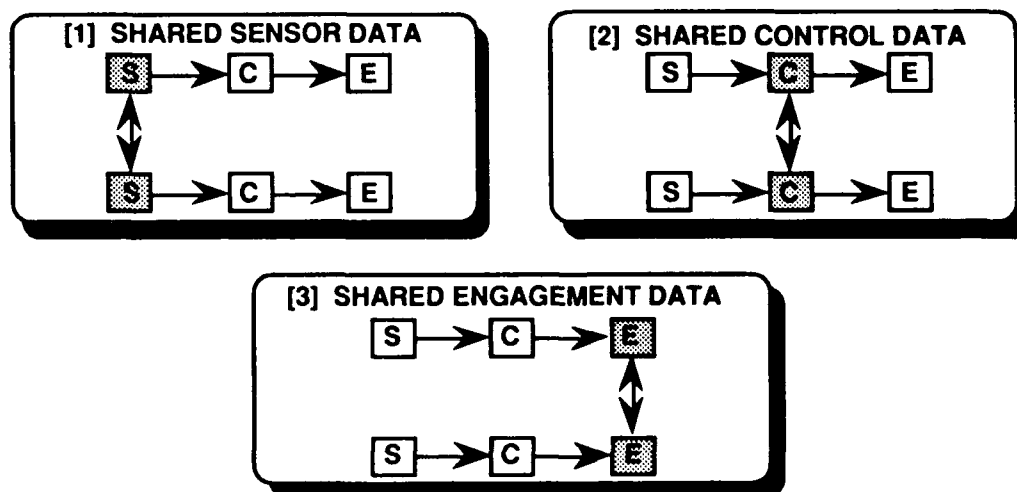 [1] SHARED SENSOR DATA
S C E
S C E
[2] SHARED CONTROL DATA
S C E
S C E
[3] SHARED ENGAGEMENT DATA
S C E
S C E